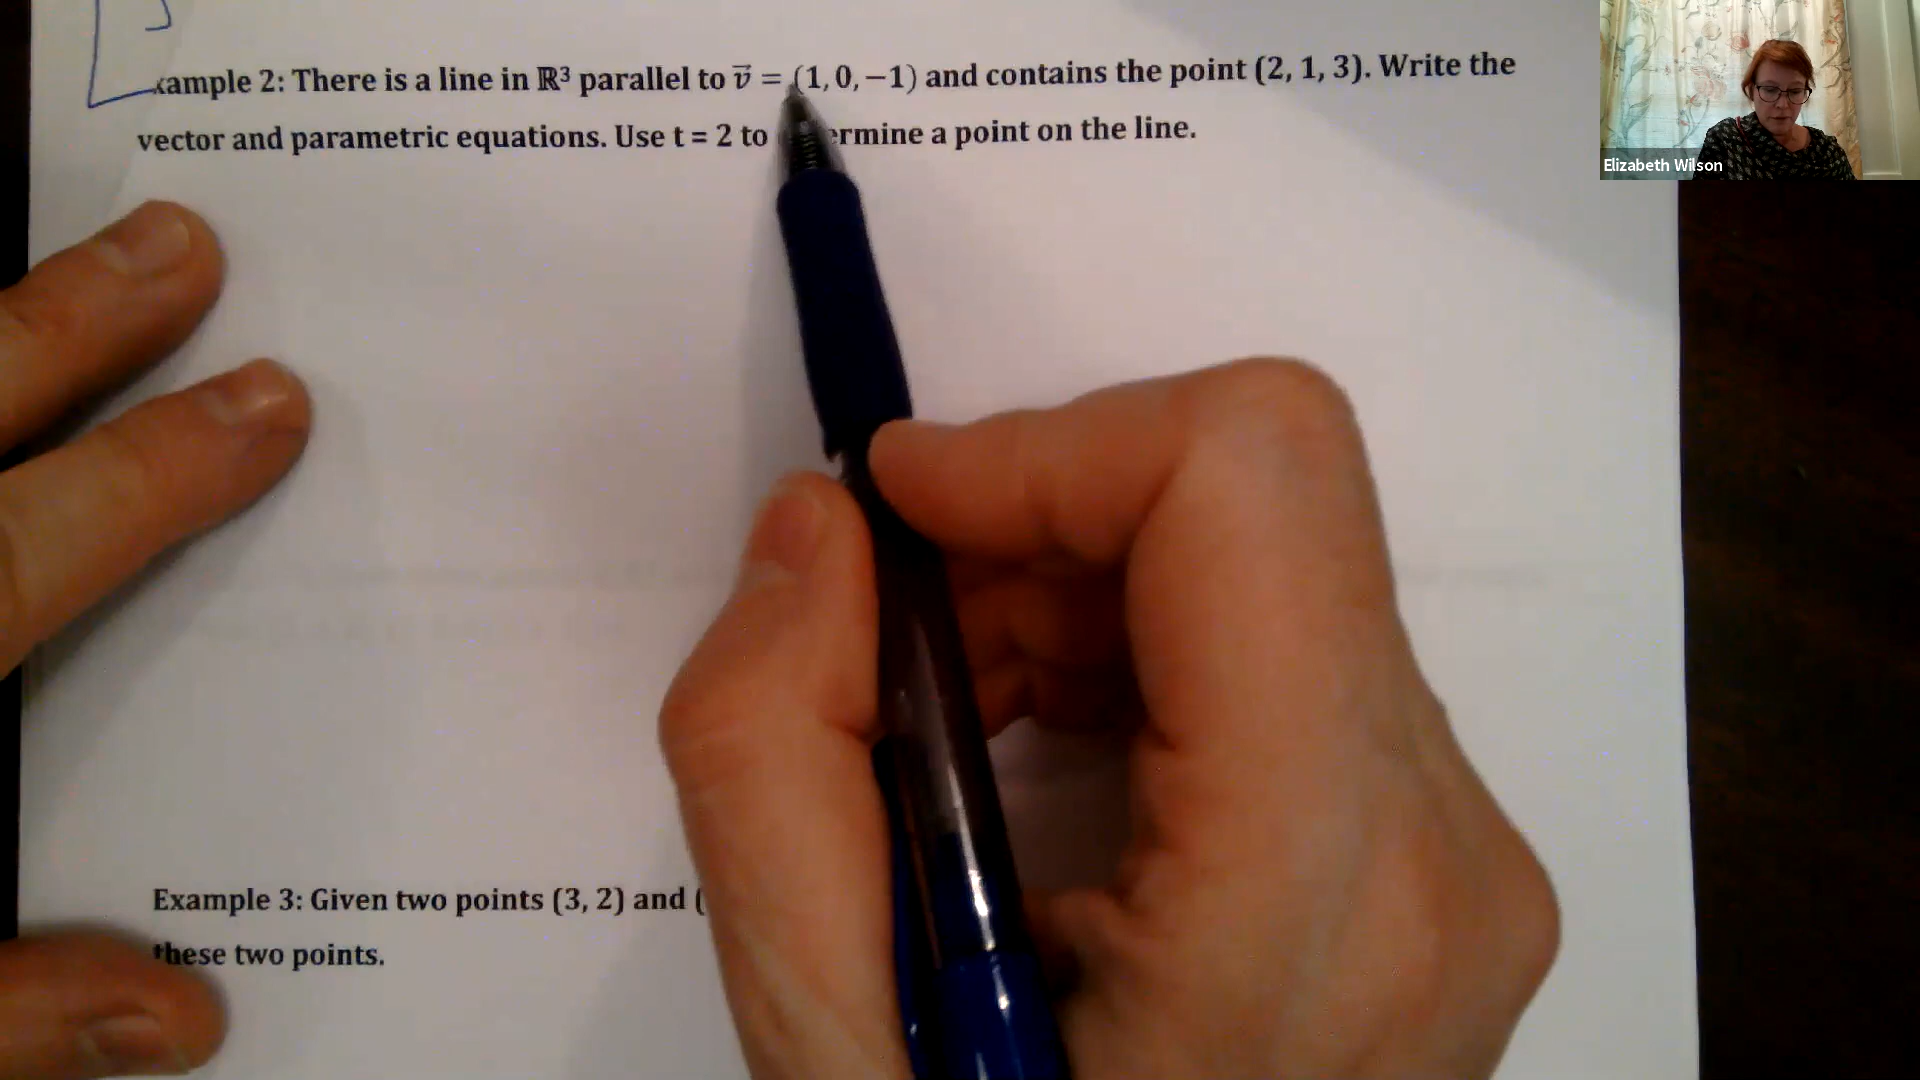 xample 2: There is a line in ℝ³ parallel to v⃗ = (1, 0, −1) and contains the point (2, 1, 3). Write the
vector and parametric equations. Use t = 2 to ermine a point on the line.
Elizabeth Wilson
Example 3: Given two points (3, 2) and (
these two points.